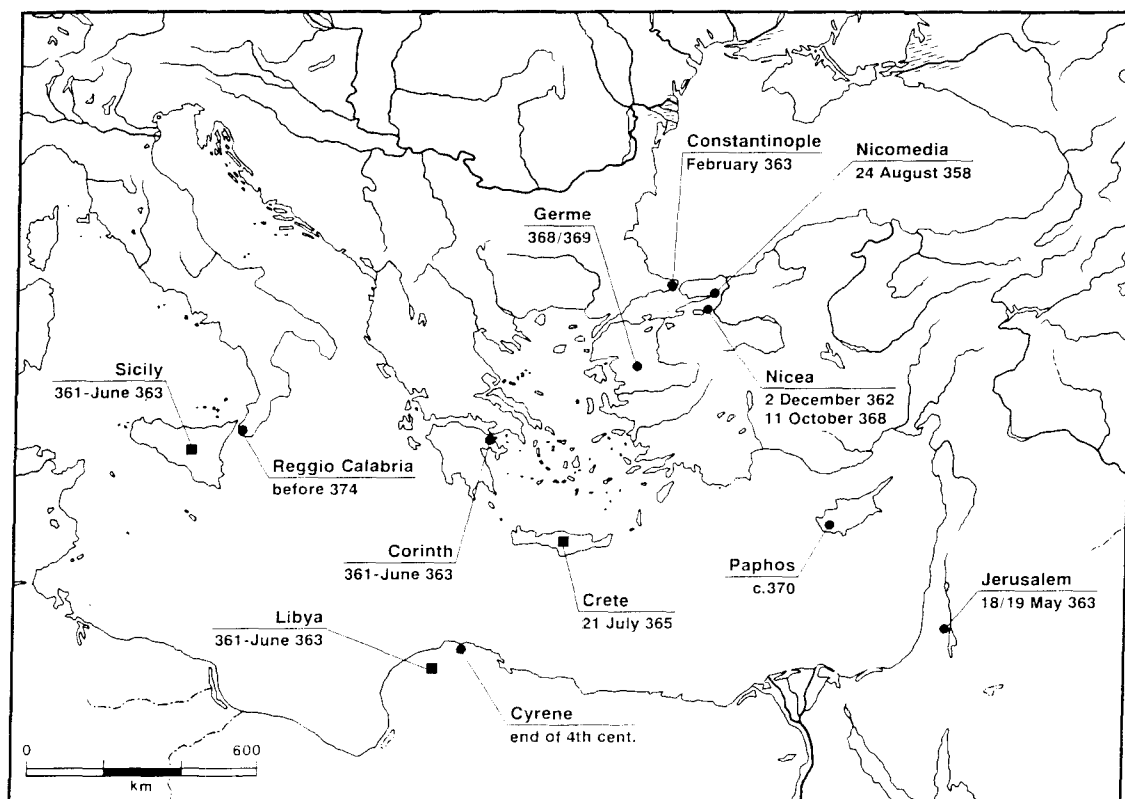 Constantinople
February 363
Nicomedia
24 August 358
Germe
368/369
Nicea
2 December 362
11 October 368
Sicily
361-June 363
Reggio Calabria
before 374
Corinth
361-June 363
Crete
21 July 365
Paphos
c.370
Jerusalem
18/19 May 363
Libya
361-June 363
Cyrene
end of 4th cent.
0 600
km